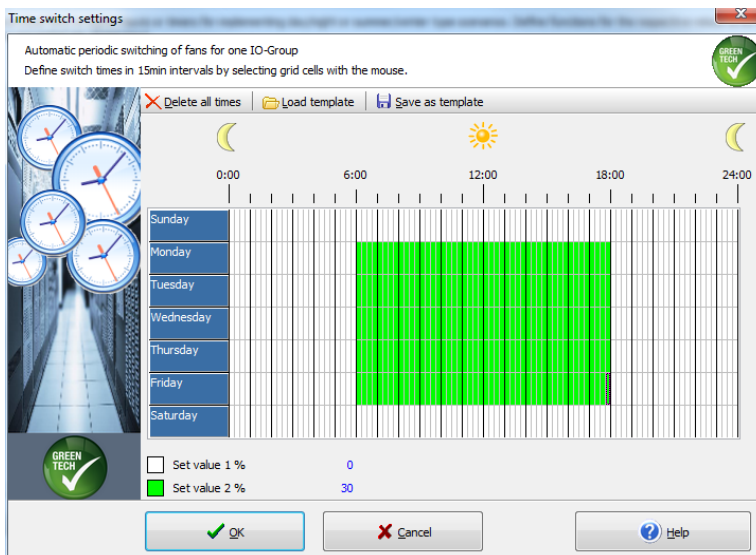 Time switch settings
Automatic periodic switching of fans for one IO-Group
Define switch times in 15min intervals by selecting grid cells with the mouse.
GREEN
TECH
Delete all times
Load template
Save as template
0:00 6:00 12:00 18:00 24:00
Sunday
Monday
Tuesday
Wednesday
Thursday
Friday
Saturday
GREEN
TECH
Set value 1 % 0
Set value 2 % 30
OK
Cancel
Help